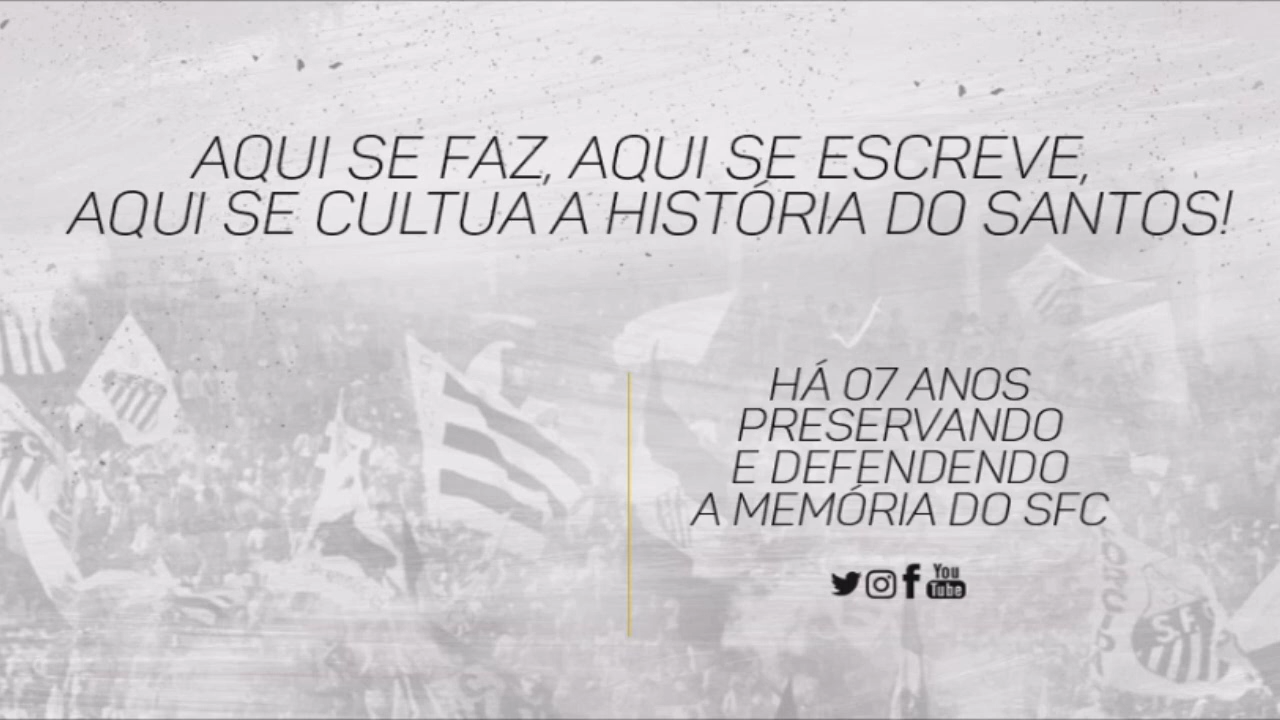 AQUI SE FAZ, AQUI SE ESCREVE,
AQUI SE CULTUA A HISTÓRIA DO SANTOS!
HÁ 07 ANOS
PRESERVANDO
E DEFENDENDO
A MEMÓRIA DO SFC
You
Tube